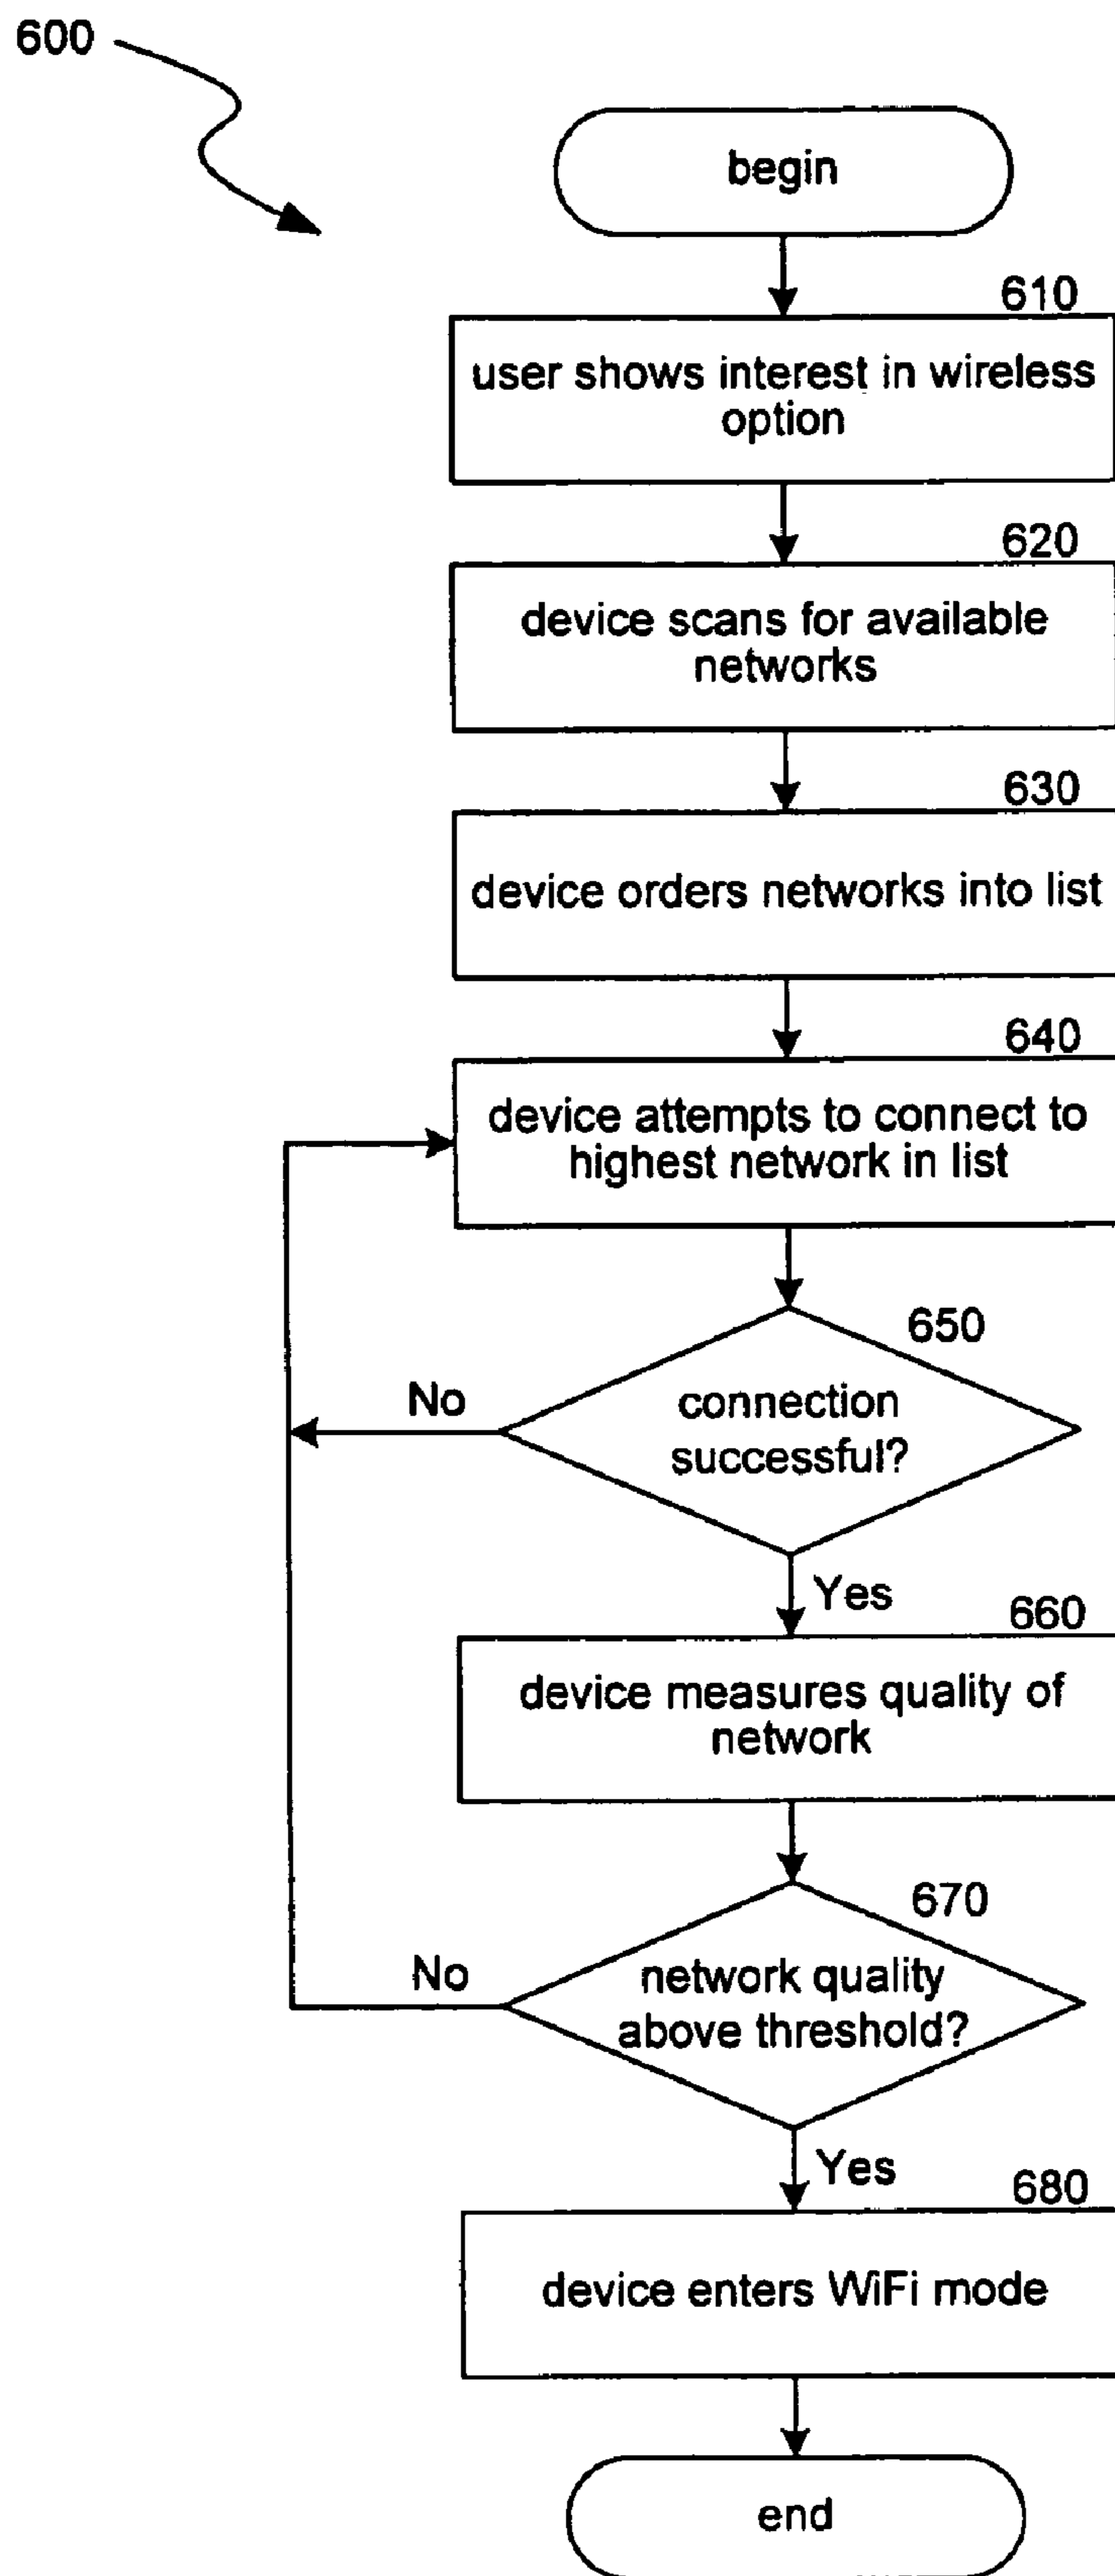 600
begin
610
user shows interest in wireless
option
620
device scans for available
networks
630
device orders networks into list
640
device attempts to connect to
highest network in list
650
No
connection
successful?
Yes
660
device measures quality of
network
670
No
network quality
above threshold?
Yes
680
device enters WiFi mode
end